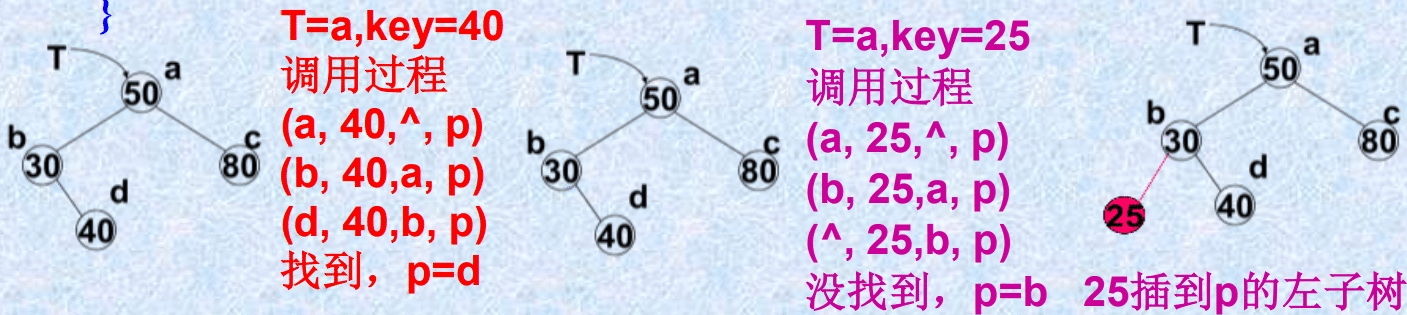 }
T
a
50
b
30
c
80
d
40
T=a,key=40
调用过程
(a, 40,^, p)
(b, 40,a, p)
(d, 40,b, p)
找到，p=d
T
a
50
b
30
c
80
d
40
T=a,key=25
调用过程
(a, 25,^, p)
(b, 25,a, p)
(^, 25,b, p)
没找到，p=b 25插到p的左子树
T
a
50
b
30
c
80
d
25
40